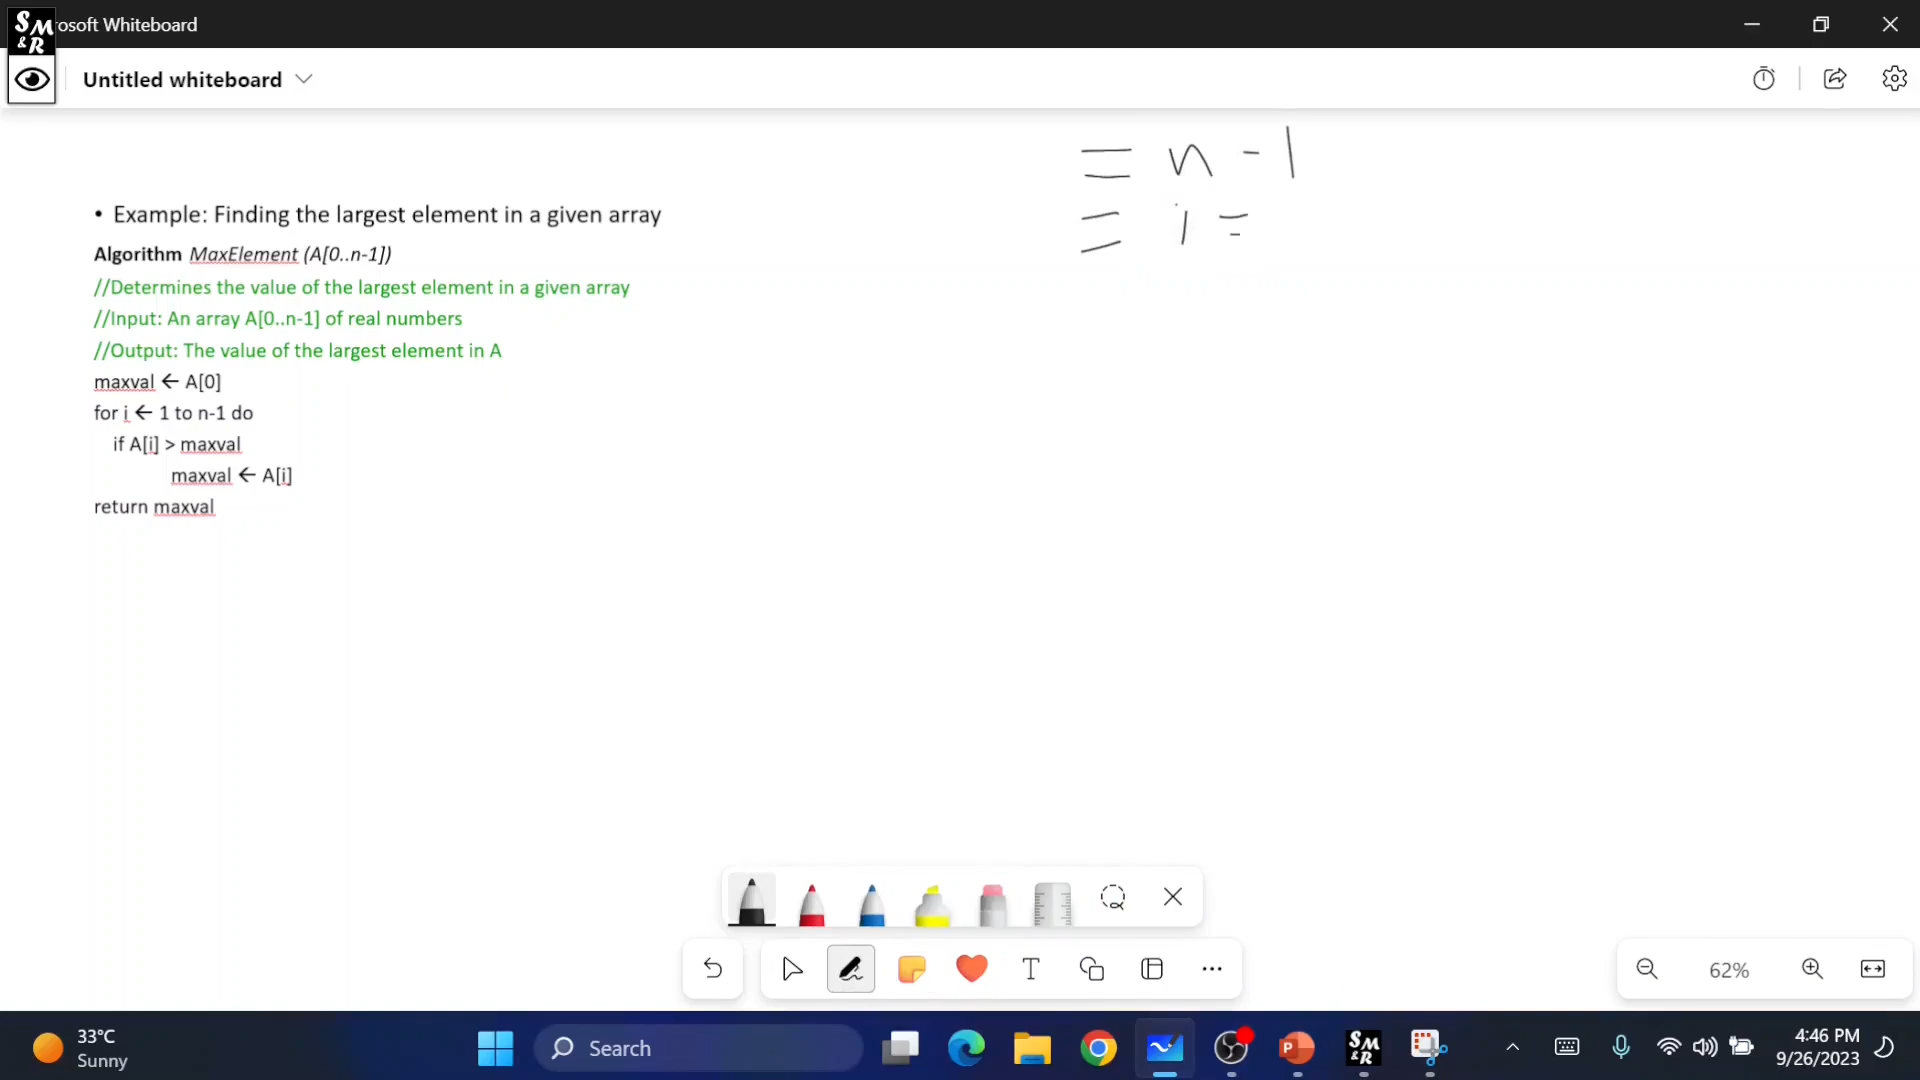 SM&R
osoft Whiteboard
Untitled whiteboard
= n - 1
= i =
• Example: Finding the largest element in a given array
Algorithm MaxElement (A[0..n-1])
//Determines the value of the largest element in a given array
//Input: An array A[0..n-1] of real numbers
//Output: The value of the largest element in A
maxval ← A[0]
for i ← 1 to n-1 do
if A[i] > maxval
maxval ← A[i]
return maxval
62%
33°C
Sunny
Search
SM&R
4:46 PM
9/26/2023